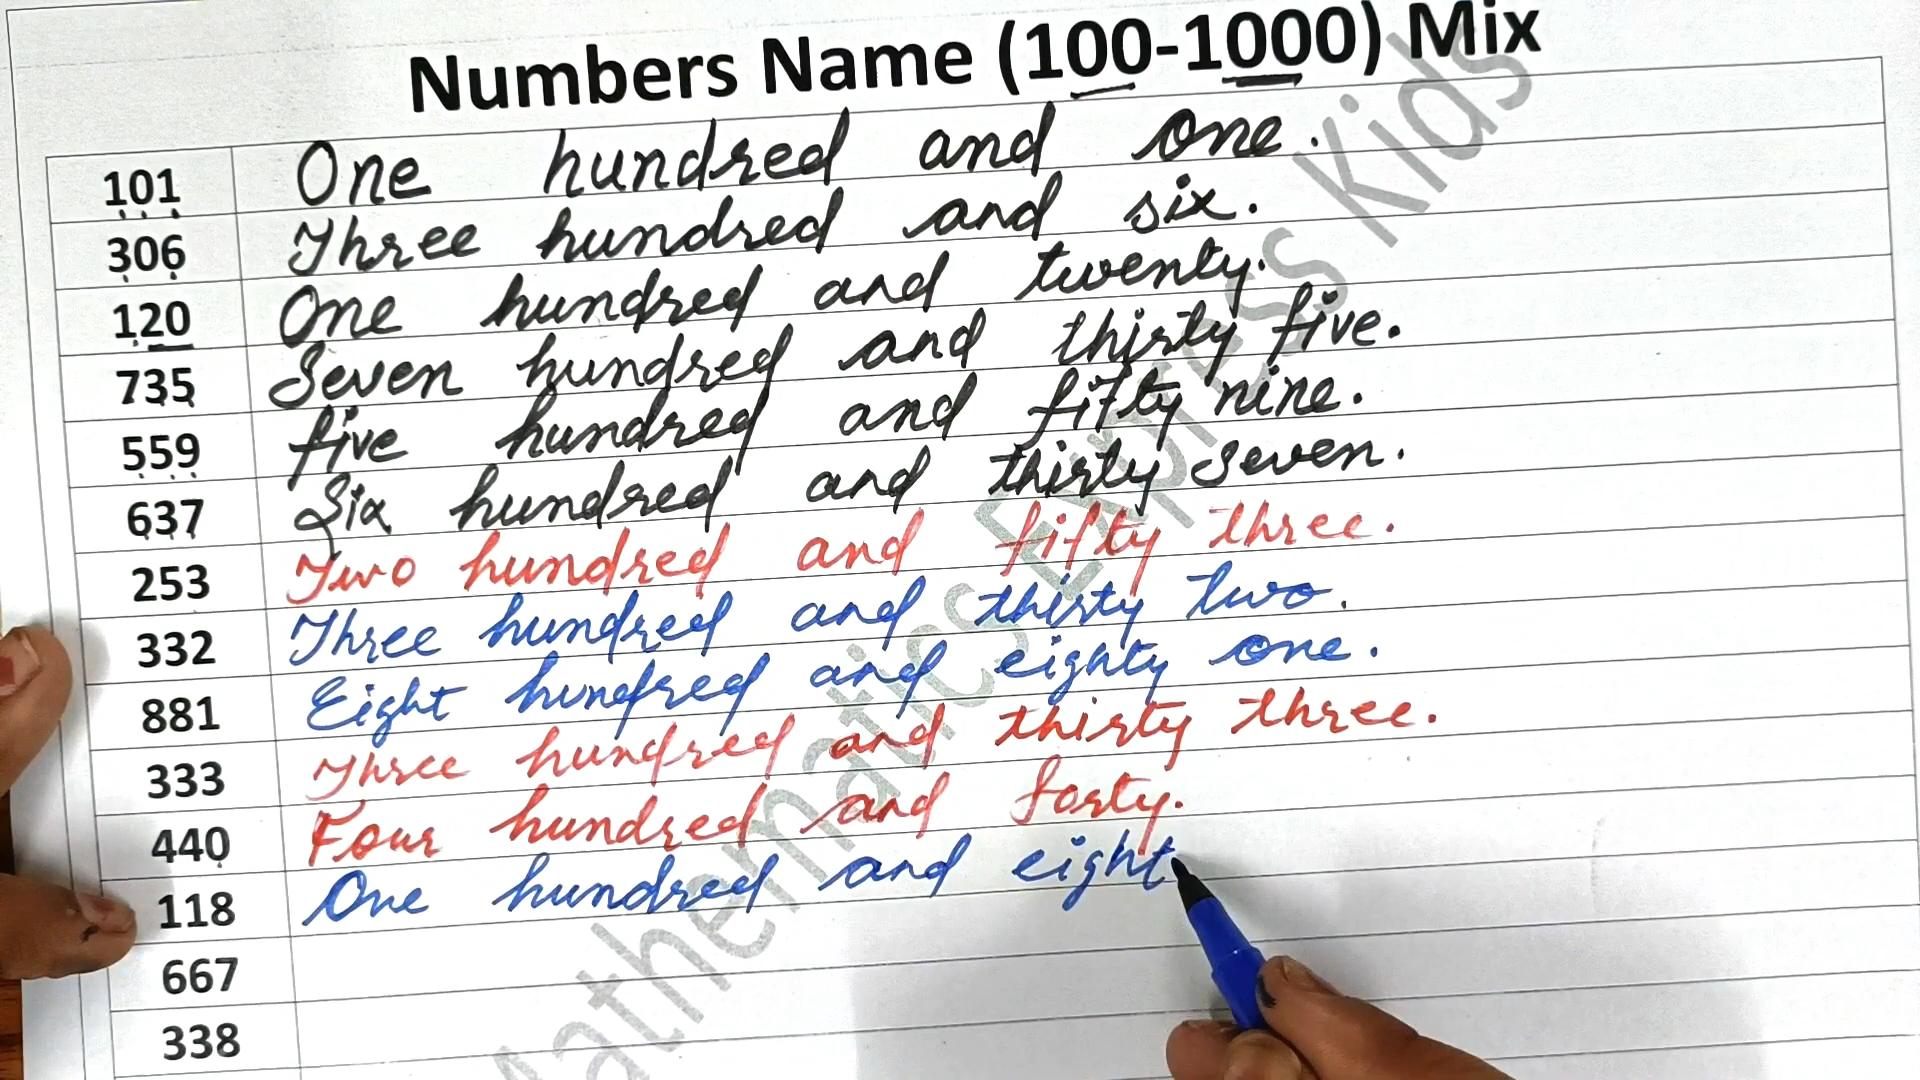 Numbers Name (100-1000) Mix
101 One hundred and one.
306 Three hundred and six.
120 One hundred and twenty.
735 Seven hundred and thirty five.
559 five hundred and fifty nine.
637 Six hundred and thirty seven.
253 Two hundred and fifty three.
332 Three hundred and thirty two.
881 Eight hundred and eighty one.
333 Three hundred and thirty three.
440 Four hundred and forty.
118 One hundred and eight
667
338
Mathematics Express Kids